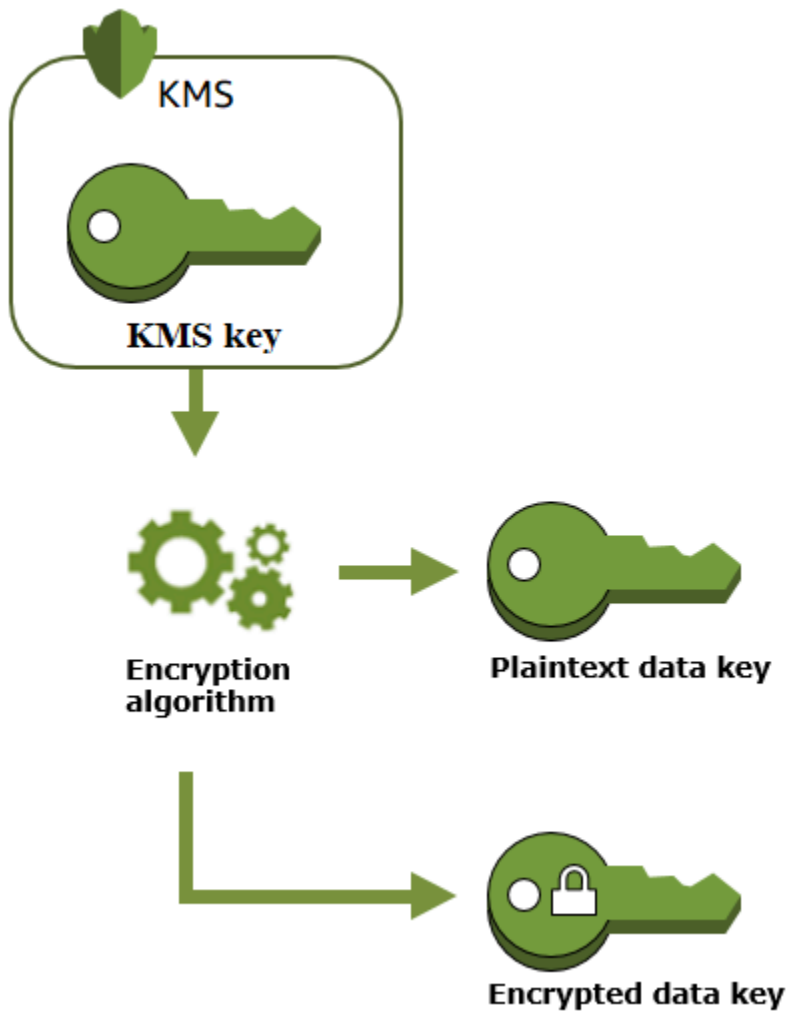 KMS
KMS key
Encryption
algorithm
Plaintext data key
Encrypted data key